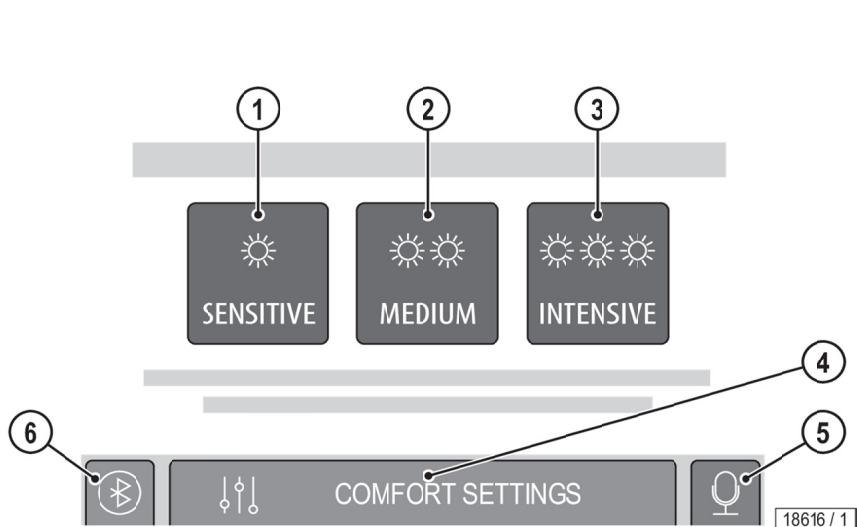 1 2 3
SENSITIVE MEDIUM INTENSIVE
4
6 5
COMFORT SETTINGS
18616 / 1